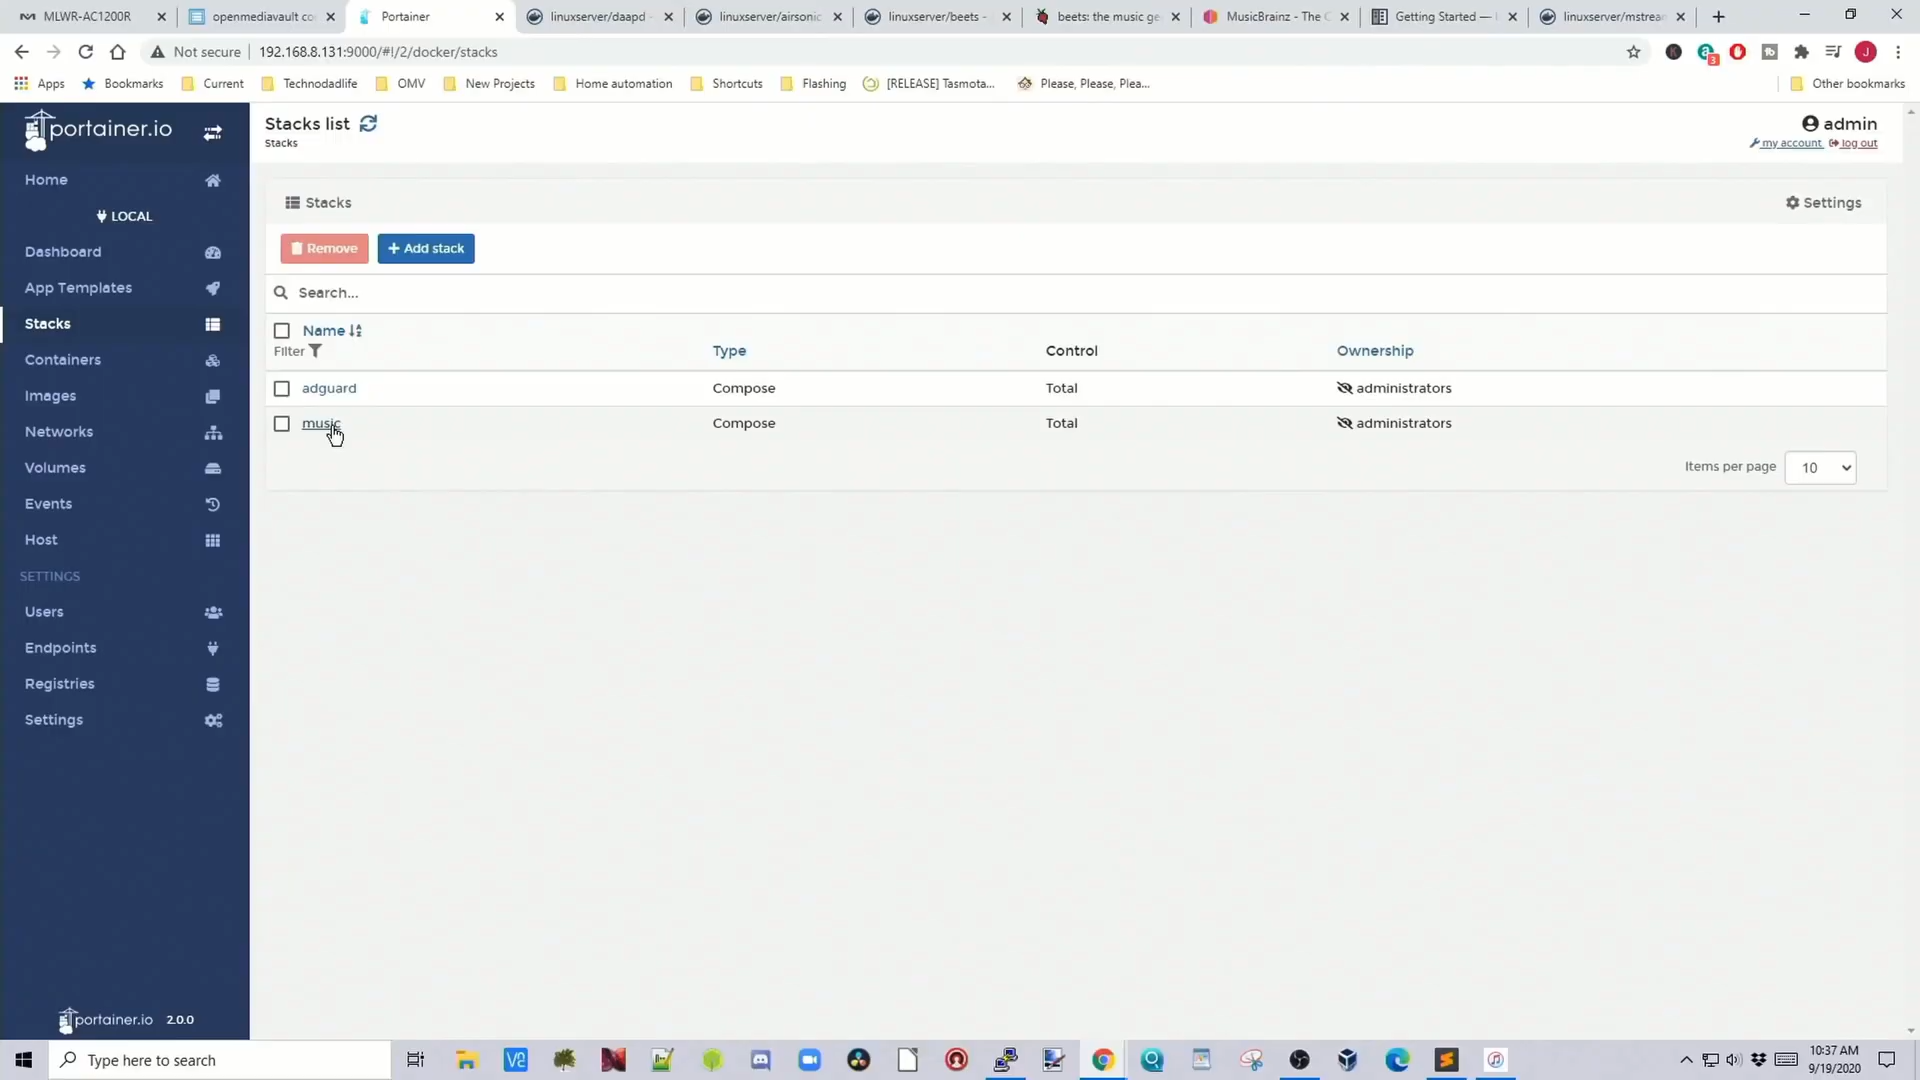 MLWR-AC1200R
openmediavault co
Portainer
linuxserver/daapd -
linuxserver/airsonic
linuxserver/beets -
beets: the music ge
MusicBrainz - The O
Getting Started —
linuxserver/mstream
Not secure 192.168.8.131:9000/#!/2/docker/stacks
3
J
Apps Bookmarks Current Technodadlife OMV New Projects Home automation Shortcuts Flashing [RELEASE] Tasmota... Please, Please, Plea... Other bookmarks
portainer.io
Home
LOCAL
Dashboard
App Templates
Stacks
Containers
Images
Networks
Volumes
Events
Host
SETTINGS
Users
Endpoints
Registries
Settings
portainer.io 2.0.0
Stacks list
Stacks
admin
my account log out
Stacks
Settings
Remove + Add stack
Search...
Name
Filter
Type Control Ownership
adguard Compose Total administrators
music Compose Total administrators
Items per page 10
Type here to search
10:37 AM
9/19/2020